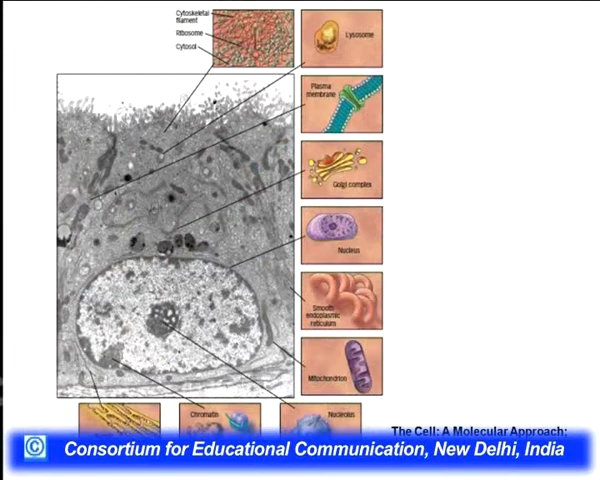 Cytoskeletal
filament
Ribosome
Cytosol
Lysosome
Plasma
membrane
Golgi complex
Nucleus
Smooth
endoplasmic
reticulum
Mitochondrion
Chromatin
Nucleolus
The Cell: A Molecular Approach;
© Consortium for Educational Communication, New Delhi, India